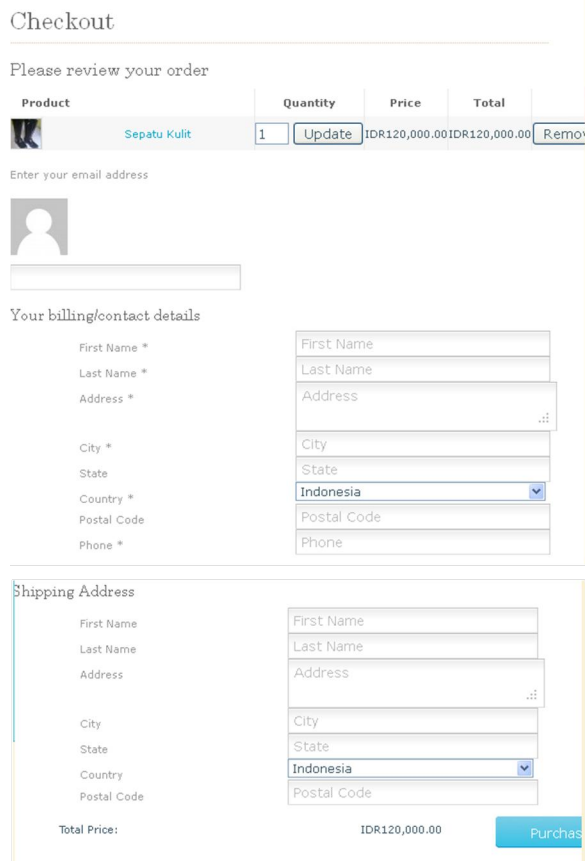 Checkout
Please review your order
Product Quantity Price Total
Sepatu Kulit 1 Update IDR120,000.00 IDR120,000.00 Remov
Enter your email address
Your billing/contact details
First Name * First Name
Last Name * Last Name
Address * Address
City * City
State State
Country * Indonesia
Postal Code Postal Code
Phone * Phone
Shipping Address
First Name First Name
Last Name Last Name
Address Address
City City
State State
Country Indonesia
Postal Code Postal Code
Total Price: IDR120,000.00 Purchas